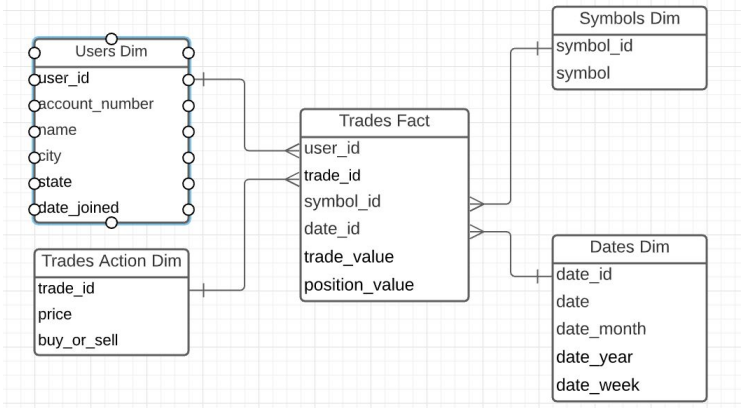 Users Dim
user_id
account_number
name
city
state
date_joined
Trades Action Dim
trade_id
price
buy_or_sell
Trades Fact
user_id
trade_id
symbol_id
date_id
trade_value
position_value
Symbols Dim
symbol_id
symbol
Dates Dim
date_id
date
date_month
date_year
date_week